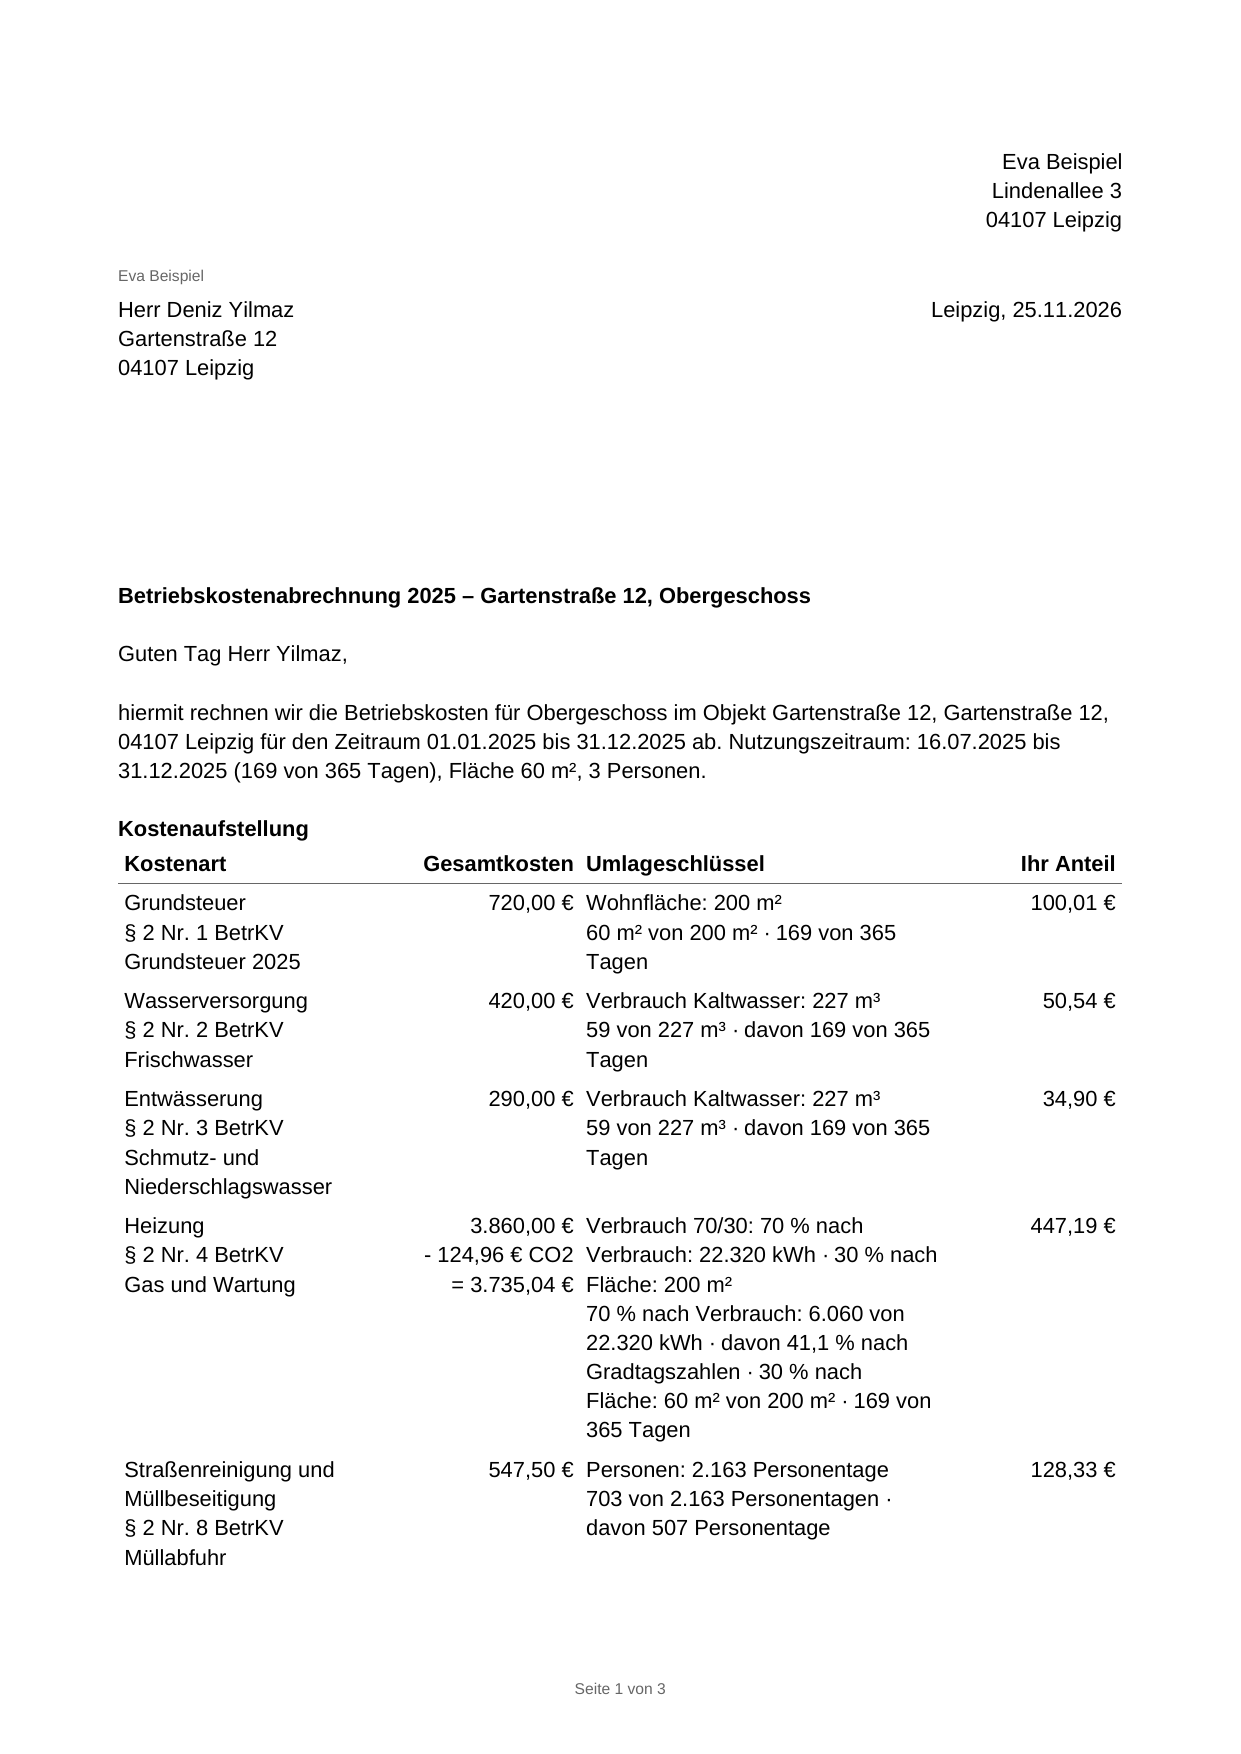 Eva Beispiel
Lindenallee 3
04107 Leipzig
Eva Beispiel
Herr Deniz Yilmaz
Leipzig, 25.11.2026
Gartenstraße 12
04107 Leipzig
Betriebskostenabrechnung 2025 – Gartenstraße 12, Obergeschoss
Guten Tag Herr Yilmaz,
hiermit rechnen wir die Betriebskosten für Obergeschoss im Objekt Gartenstraße 12, Gartenstraße 12,
04107 Leipzig für den Zeitraum 01.01.2025 bis 31.12.2025 ab. Nutzungszeitraum: 16.07.2025 bis
31.12.2025 (169 von 365 Tagen), Fläche 60 m², 3 Personen.
Kostenaufstellung
Kostenart Gesamtkosten Umlageschlüssel Ihr Anteil
Grundsteuer 720,00 € Wohnfläche: 200 m² 100,01 €
§ 2 Nr. 1 BetrKV 60 m² von 200 m² · 169 von 365
Grundsteuer 2025 Tagen
Wasserversorgung 420,00 € Verbrauch Kaltwasser: 227 m³ 50,54 €
§ 2 Nr. 2 BetrKV 59 von 227 m³ · davon 169 von 365
Frischwasser Tagen
Entwässerung 290,00 € Verbrauch Kaltwasser: 227 m³ 34,90 €
§ 2 Nr. 3 BetrKV 59 von 227 m³ · davon 169 von 365
Schmutz- und Tagen
Niederschlagswasser
Heizung 3.860,00 € Verbrauch 70/30: 70 % nach 447,19 €
§ 2 Nr. 4 BetrKV - 124,96 € CO2 Verbrauch: 22.320 kWh · 30 % nach
Gas und Wartung = 3.735,04 € Fläche: 200 m²
70 % nach Verbrauch: 6.060 von
22.320 kWh · davon 41,1 % nach
Gradtagszahlen · 30 % nach
Fläche: 60 m² von 200 m² · 169 von
365 Tagen
Straßenreinigung und 547,50 € Personen: 2.163 Personentage 128,33 €
Müllbeseitigung 703 von 2.163 Personentagen ·
§ 2 Nr. 8 BetrKV davon 507 Personentage
Müllabfuhr
Seite 1 von 3